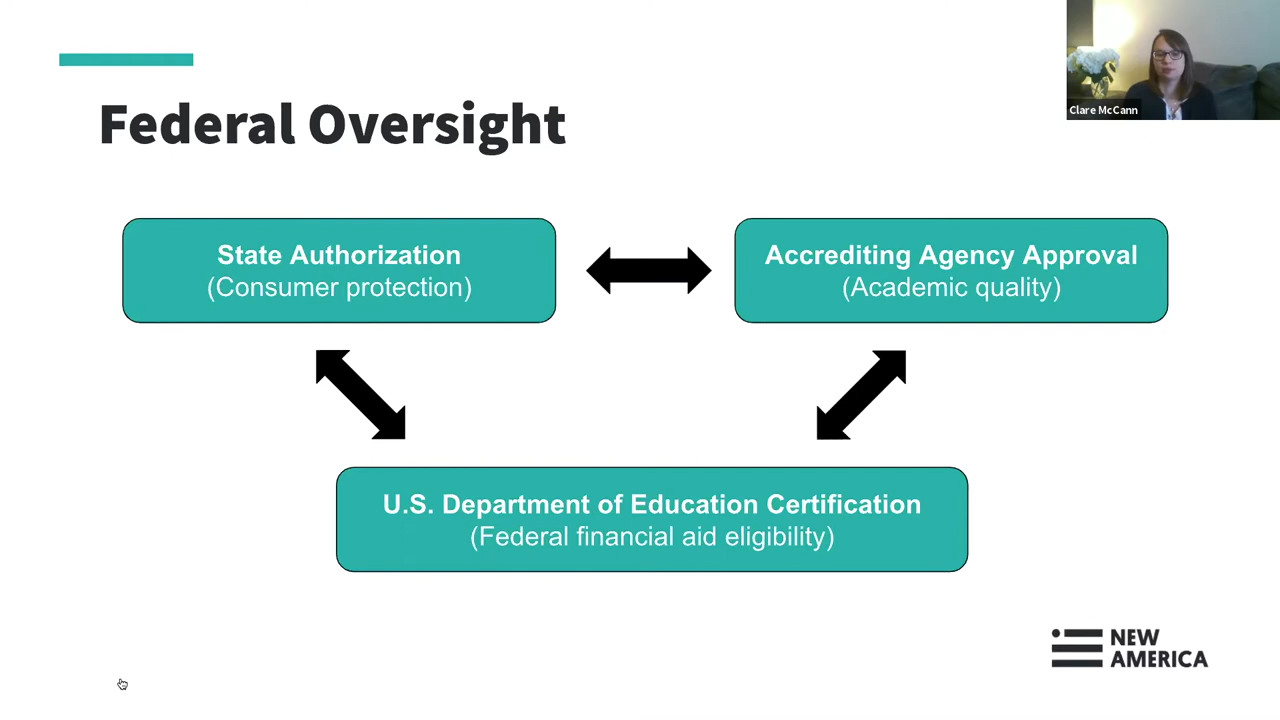 Clare McCann
Federal Oversight
State Authorization
(Consumer protection)
Accrediting Agency Approval
(Academic quality)
U.S. Department of Education Certification
(Federal financial aid eligibility)
NEW
AMERICA